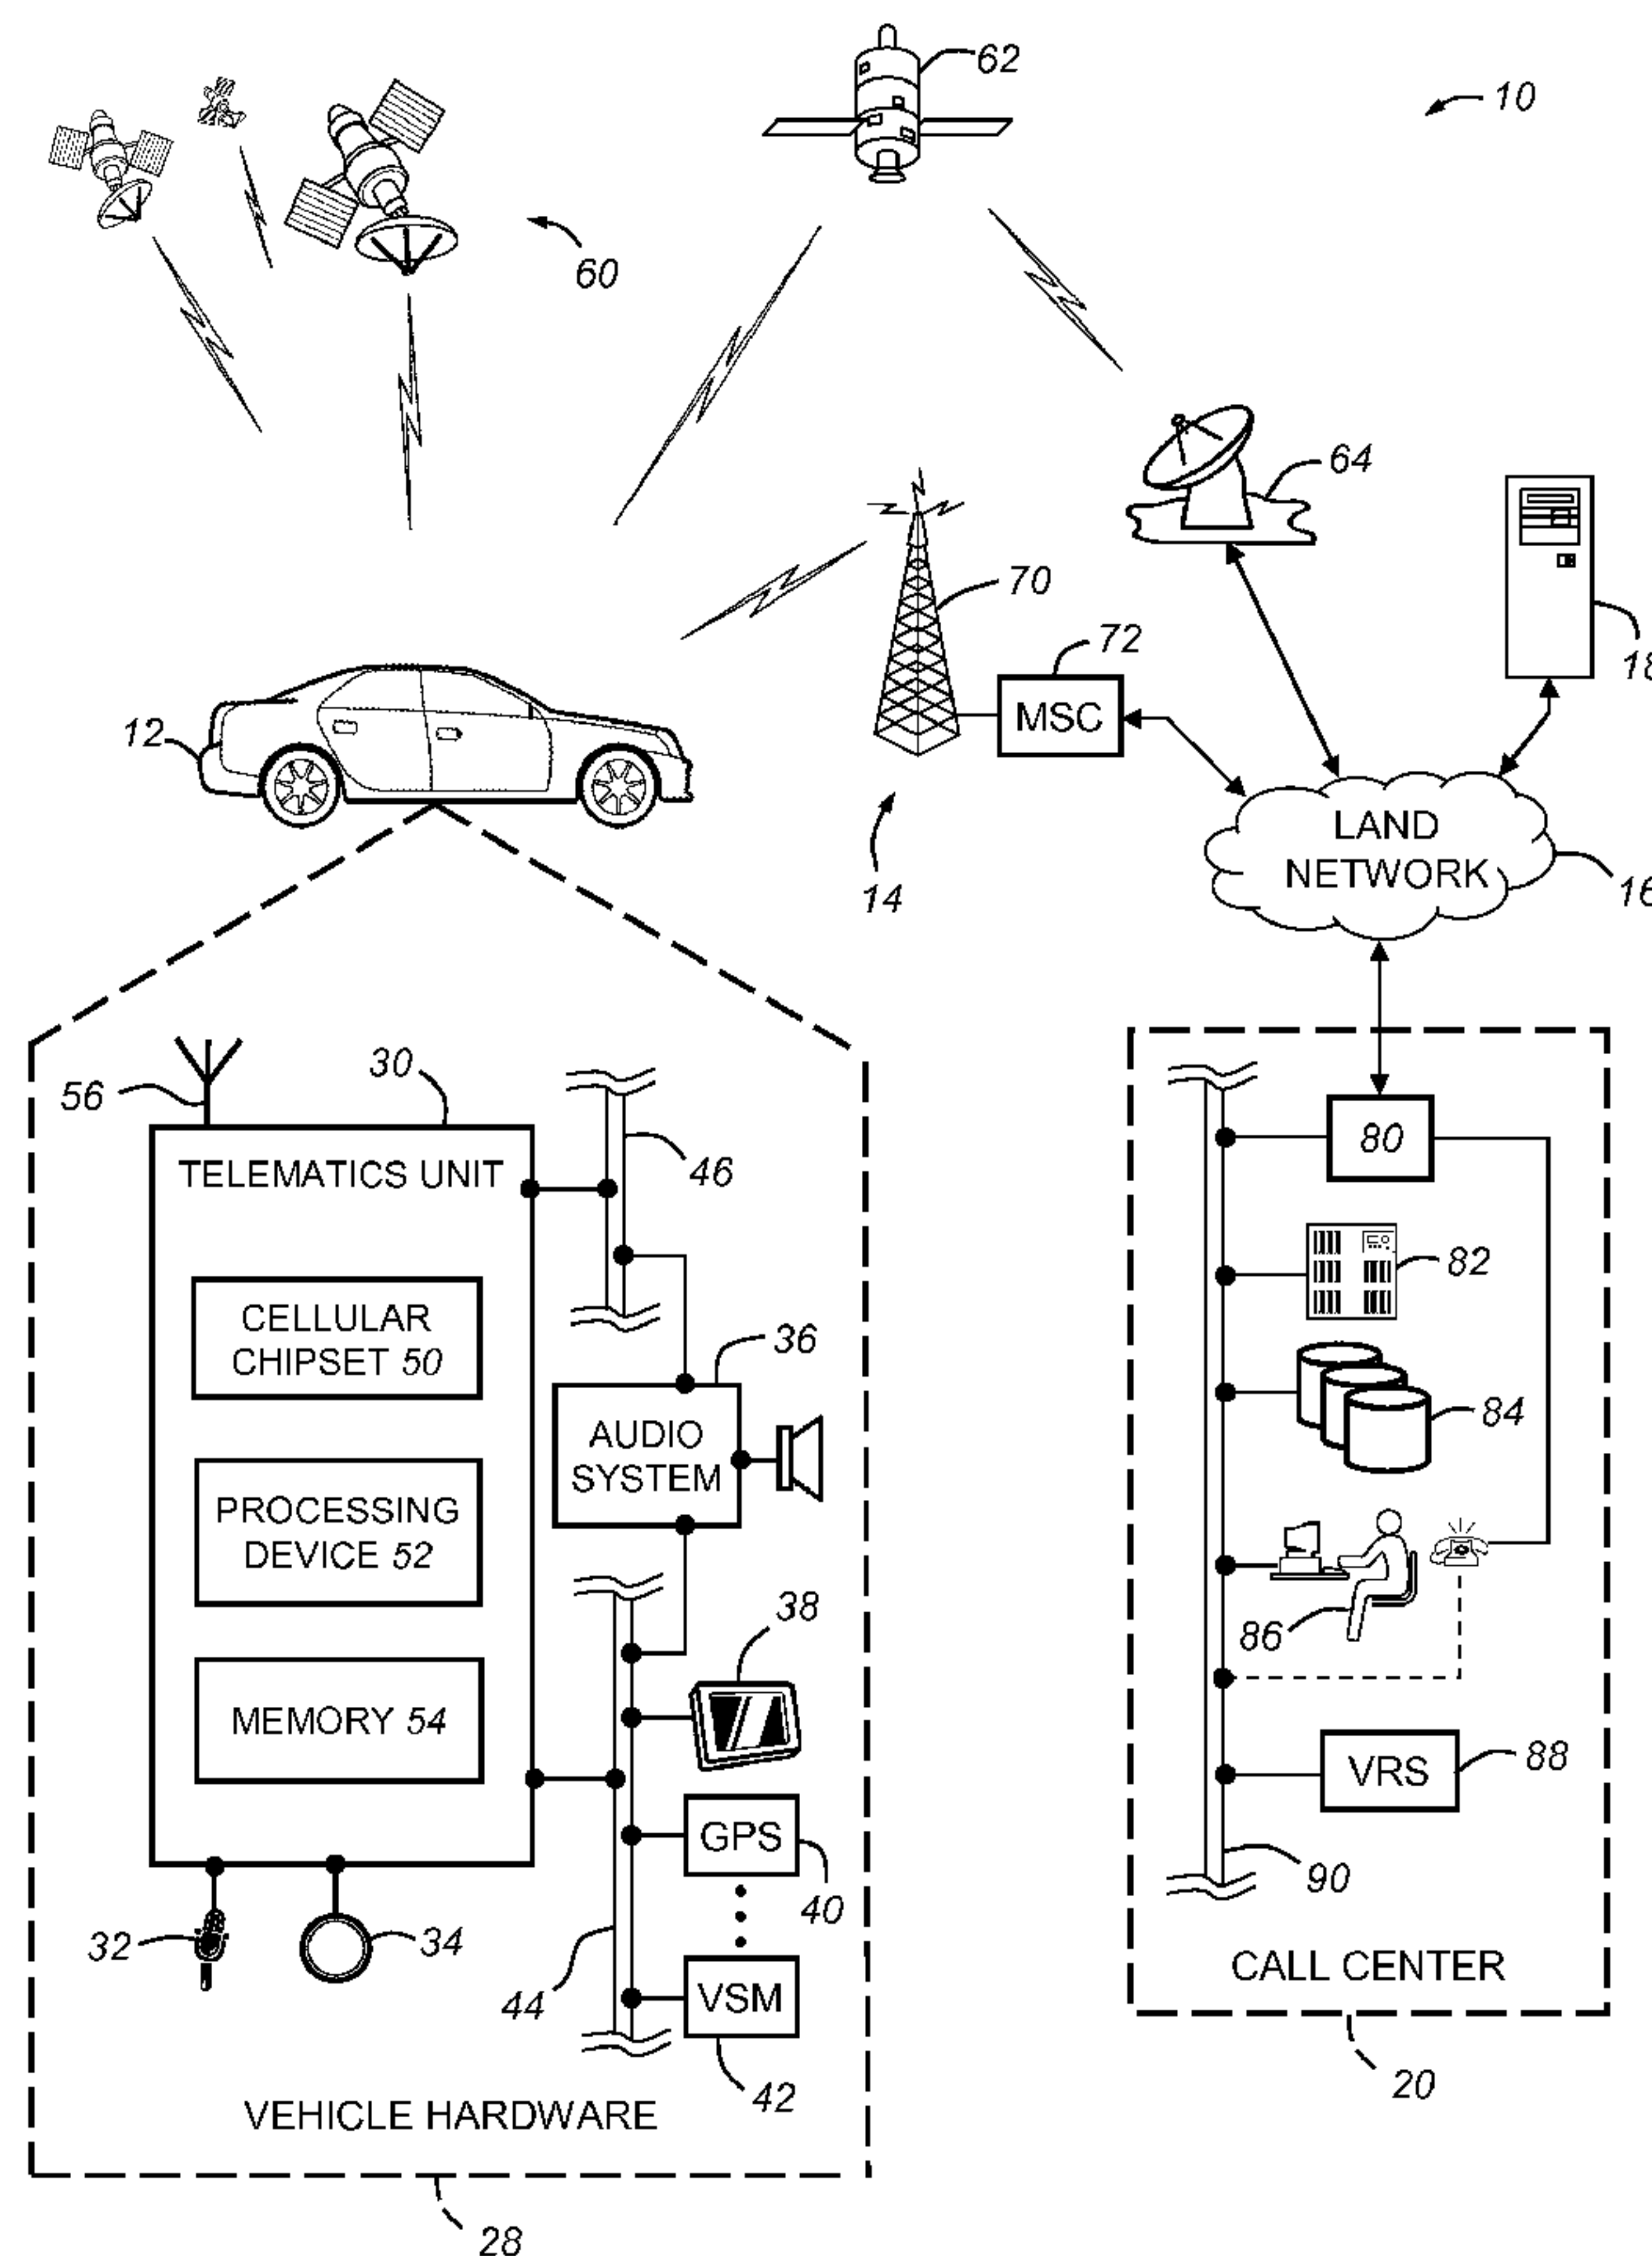 62
10
60
64
70
72
18
MSC
12
LAND
NETWORK
14
16
30
56
TELEMATICS UNIT
46
80
82
CELLULAR
CHIPSET 50
36
AUDIO
SYSTEM
84
PROCESSING
DEVICE 52
38
86
MEMORY 54
VRS
88
GPS
40
90
32
34
44
VSM
42
CALL CENTER
20
VEHICLE HARDWARE
28